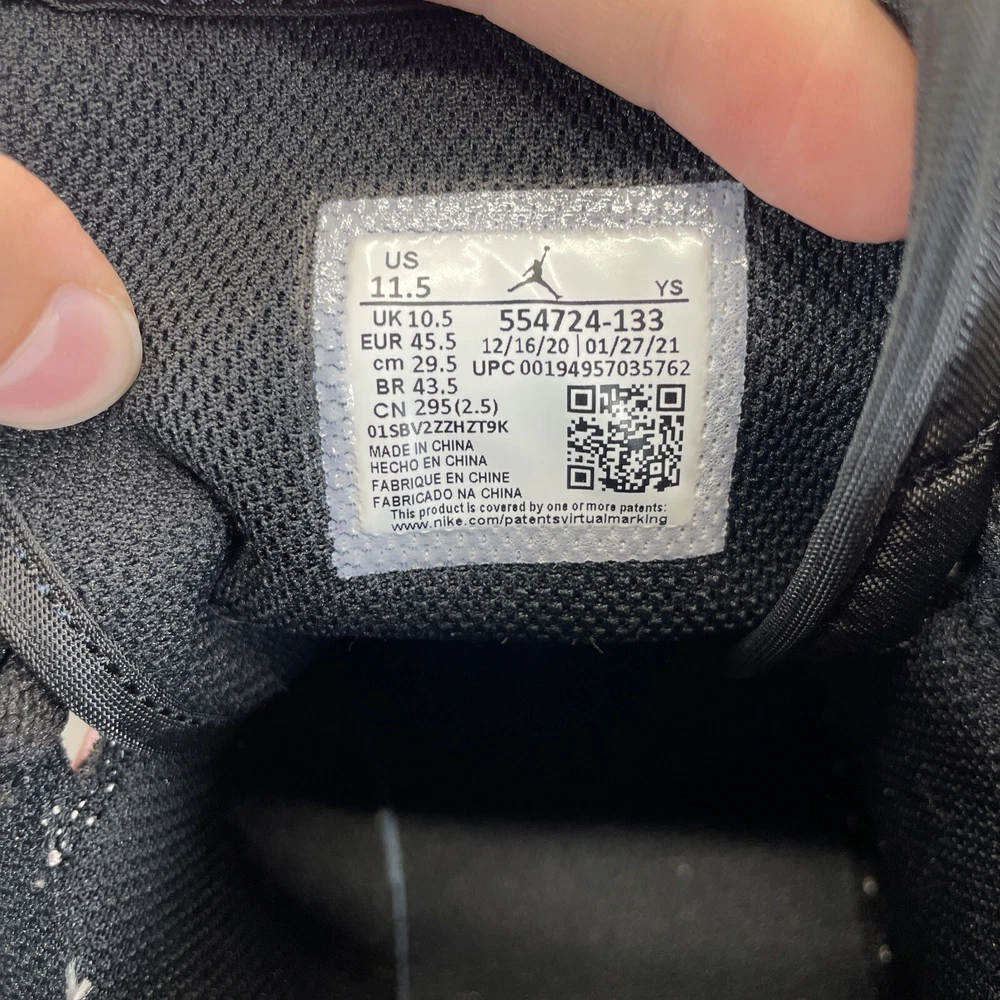 US
11.5 YS
UK 10.5 554724-133
EUR 45.5 12/16/20 | 01/27/21
cm 29.5 UPC 00194957035762
BR 43.5
CN 295 (2.5)
01SBV2ZZHZT9K
MADE IN CHINA
HECHO EN CHINA
FABRIQUE EN CHINE
FABRICADO NA CHINA
This product is covered by one or more patents:
www.nike.com/patentsvirtualmarking